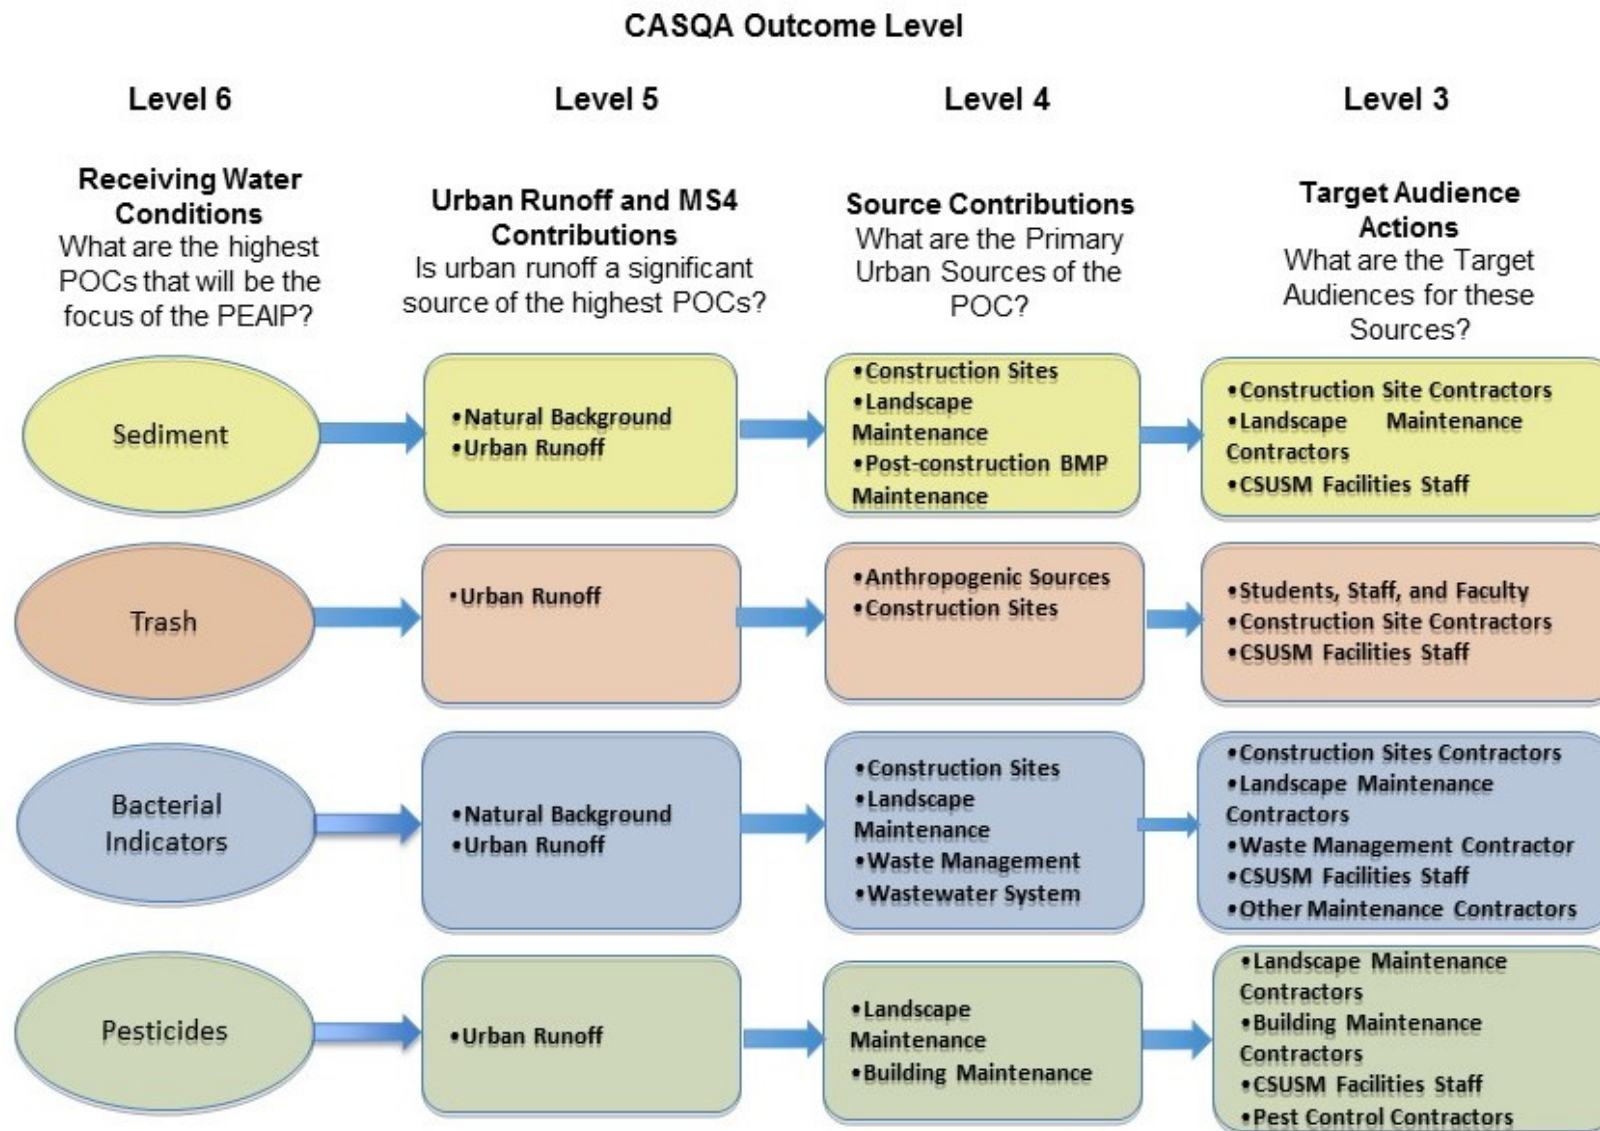 CASQA Outcome Level
Level 6
Level 5
Level 4
Level 3
Receiving Water
Conditions
What are the highest
POCs that will be the
focus of the PEAIP?
Urban Runoff and MS4
Contributions
Is urban runoff a significant
source of the highest POCs?
Source Contributions
What are the Primary
Urban Sources of the
POC?
Target Audience
Actions
What are the Target
Audiences for these
Sources?
Sediment
•Natural Background
•Urban Runoff
•Construction Sites
•Landscape
Maintenance
•Post-construction BMP
Maintenance
•Construction Site Contractors
•Landscape Maintenance
Contractors
•CSUSM Facilities Staff
Trash
•Urban Runoff
•Anthropogenic Sources
•Construction Sites
•Students, Staff, and Faculty
•Construction Site Contractors
•CSUSM Facilities Staff
Bacterial
Indicators
•Natural Background
•Urban Runoff
•Construction Sites
•Landscape
Maintenance
•Waste Management
•Wastewater System
•Construction Sites Contractors
•Landscape Maintenance
Contractors
•Waste Management Contractor
•CSUSM Facilities Staff
•Other Maintenance Contractors
Pesticides
•Urban Runoff
•Landscape
Maintenance
•Building Maintenance
•Landscape Maintenance
Contractors
•Building Maintenance
Contractors
•CSUSM Facilities Staff
•Pest Control Contractors